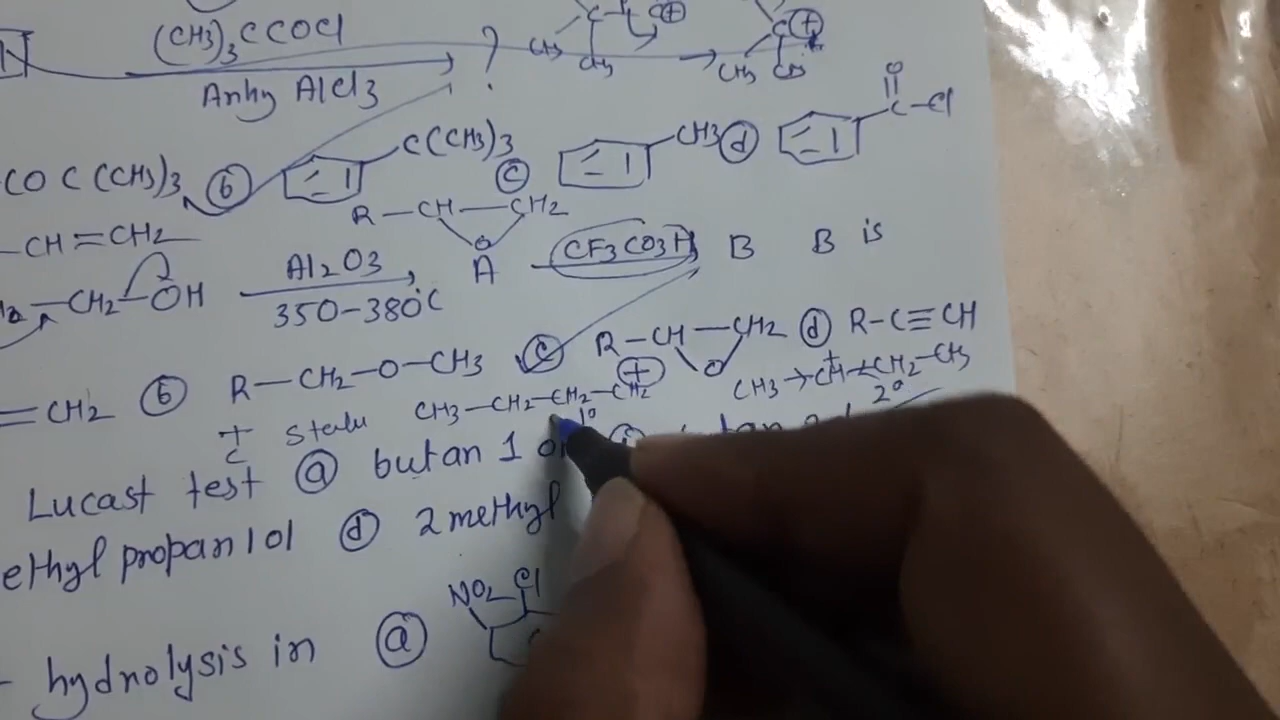 (CH3)3CCOCl
?
Anhy AlCl3
CH3 CH3 C⊕ → CH3 CH3 C⊕
CO C(CH3)3 ⓑ C(CH3)3 ⓒ CH3 ⓓ O C-Cl
R-CH-CH2 O
-CH=CH2
-CH2-OH Al2O3 350-380°C A CF3CO3H B B is
=CH2 ⓑ R-CH2-O-CH3 ⓒ R-CH-CH2 O ⓓ R-C≡CH
+ C CH3-CH2-CH2-CH2 ⊕ 1° CH3→CH+←CH2-CH3 2°
Lucast test ⓐ butan 1
ethyl propan 1 ol ⓓ 2 methyl
NO2 Cl
- hydrolysis in ⓐ